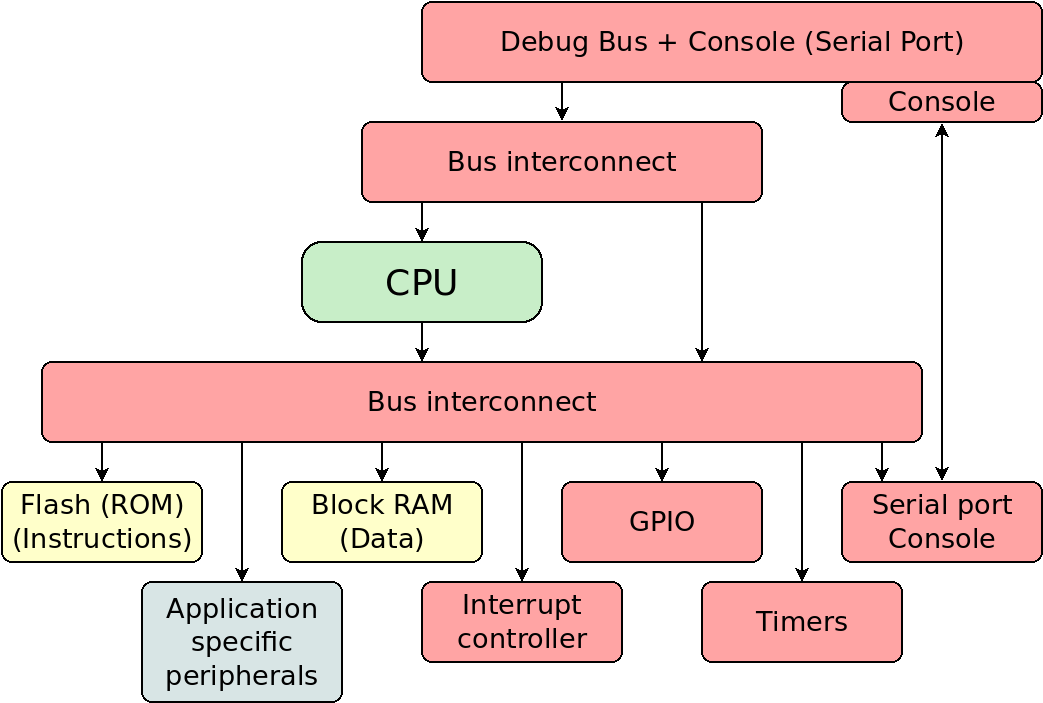 Debug Bus + Console (Serial Port)
Console
Bus interconnect
CPU
Bus interconnect
Flash (ROM)
(Instructions)
Block RAM
(Data)
GPIO
Serial port
Console
Application
specific
peripherals
Interrupt
controller
Timers